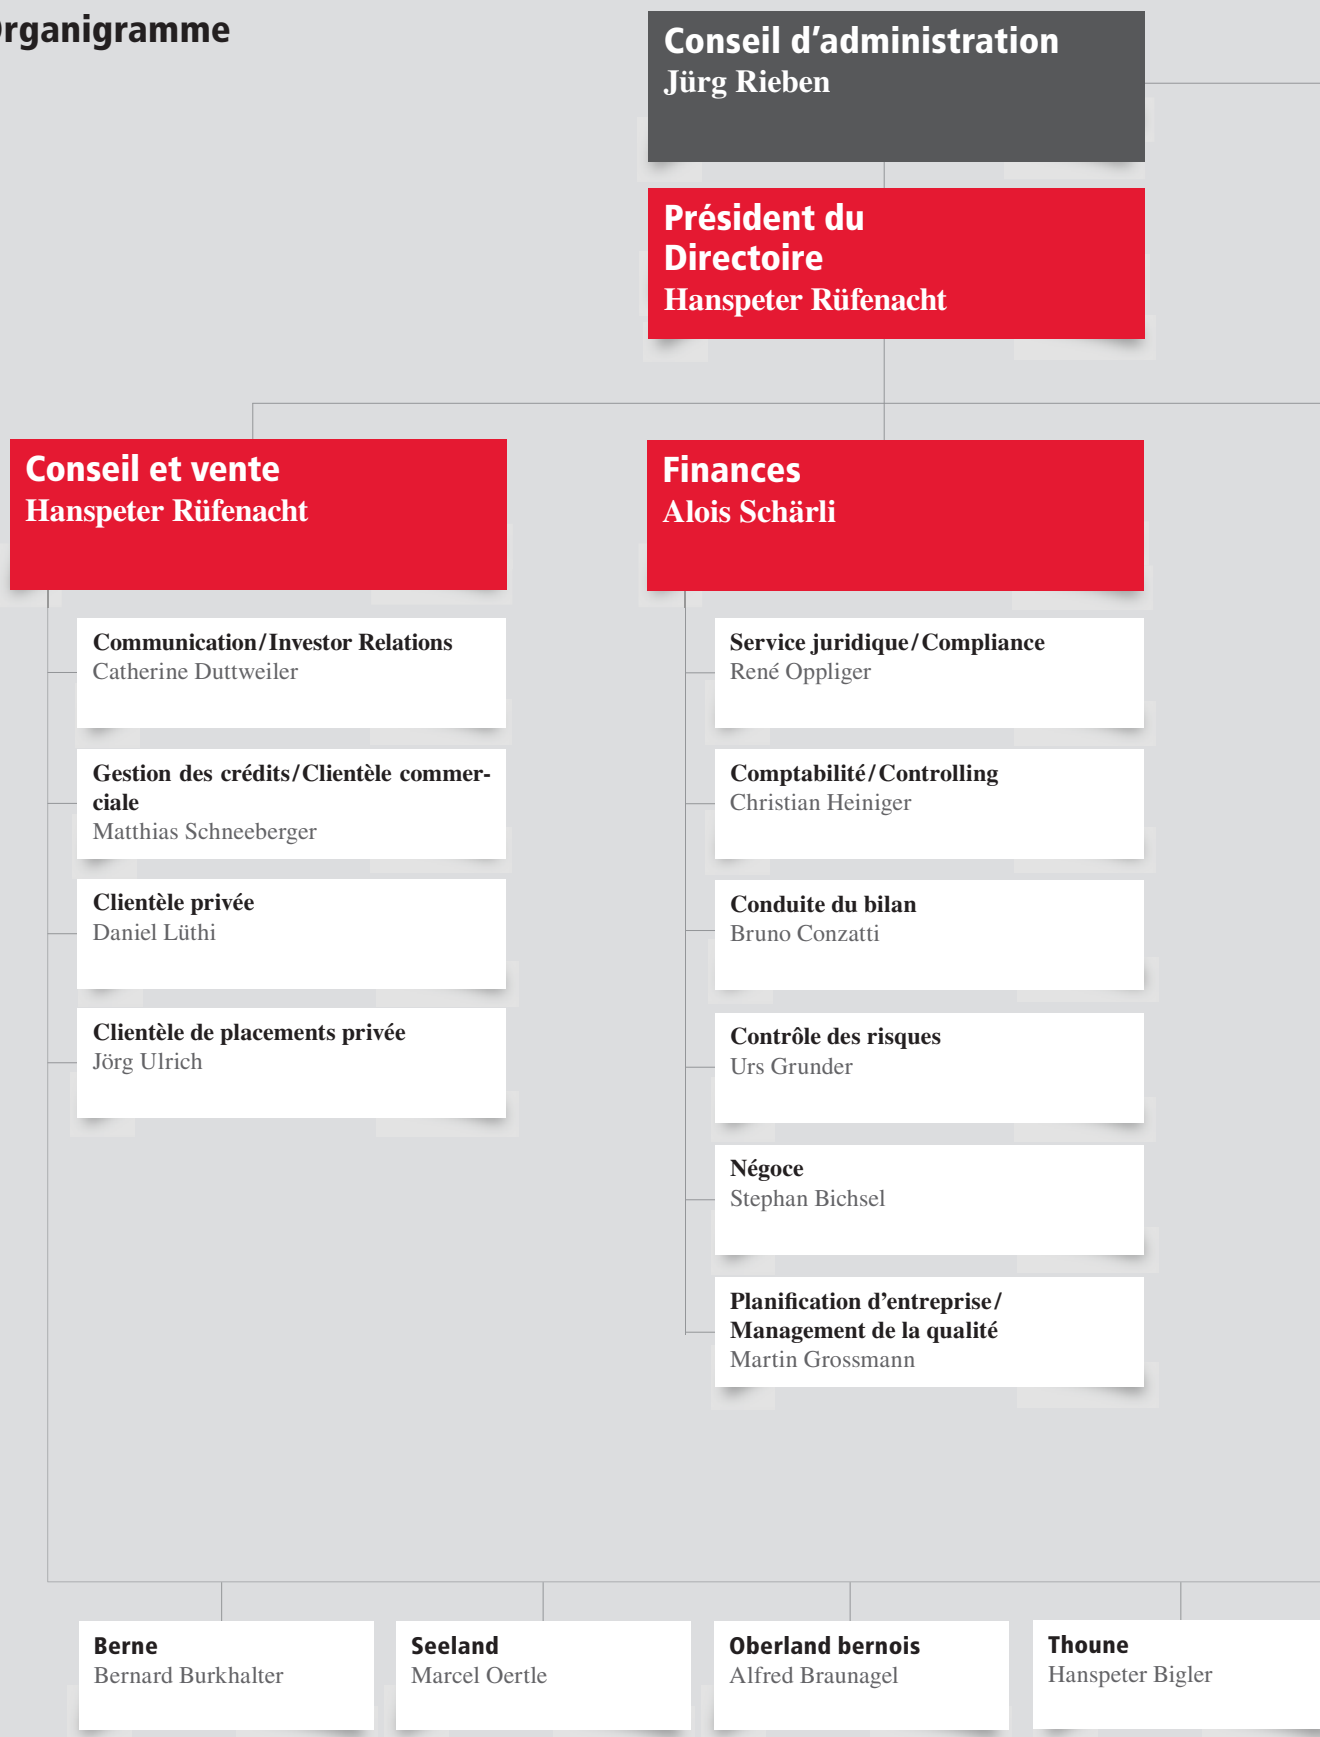 Organigramme
Conseil d’administration
Jürg Rieben
Président du
Directoire
Hanspeter Rüfenacht
Conseil et vente
Hanspeter Rüfenacht
Communication/Investor Relations
Catherine Duttweiler
Gestion des crédits/Clientèle commer-
ciale
Matthias Schneeberger
Clientèle privée
Daniel Lüthi
Clientèle de placements privée
Jörg Ulrich
Finances
Alois Schärli
Service juridique/Compliance
René Oppliger
Comptabilité/Controlling
Christian Heiniger
Conduite du bilan
Bruno Conzatti
Contrôle des risques
Urs Grunder
Négoce
Stephan Bichsel
Planification d’entreprise/
Management de la qualité
Martin Grossmann
Berne
Bernard Burkhalter
Seeland
Marcel Oertle
Oberland bernois
Alfred Braunagel
Thoune
Hanspeter Bigler